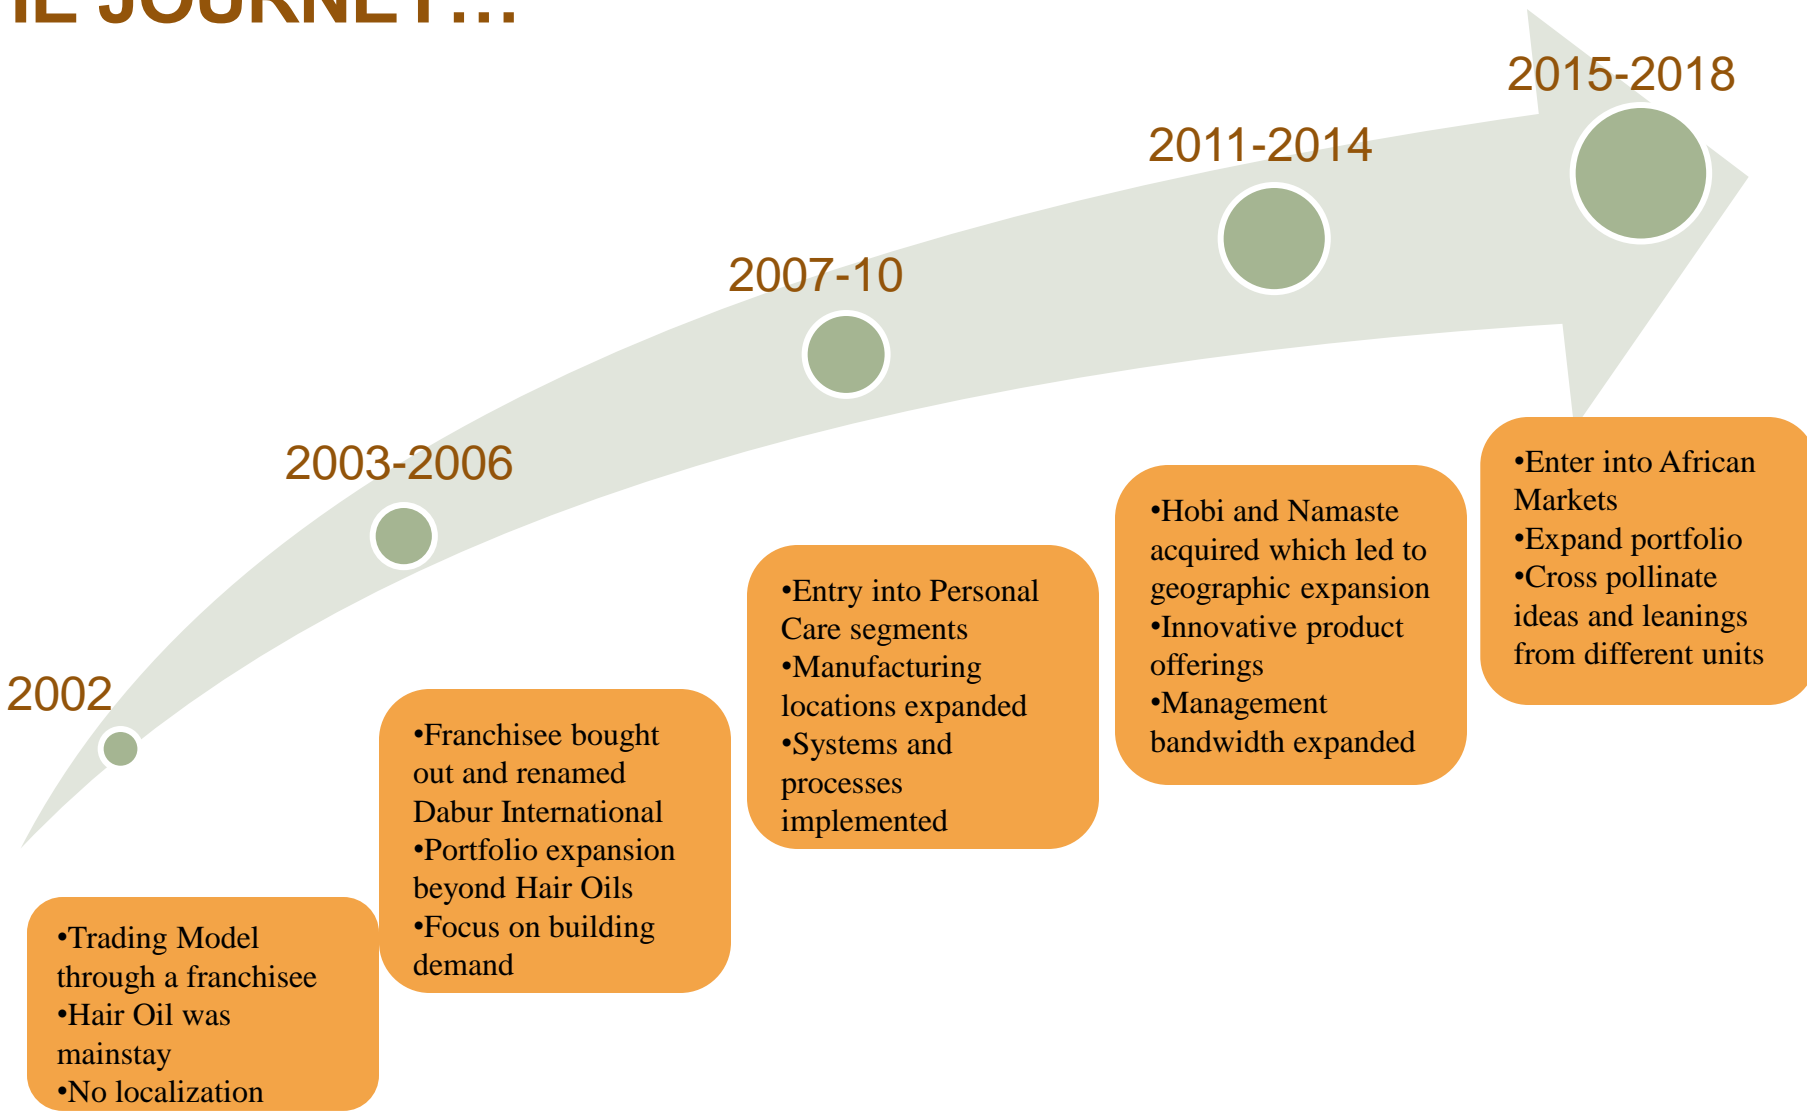 JOURNEY…
2015-2018
2011-2014
2007-10
2003-2006
2002
•Trading Model
through a franchisee
•Hair Oil was
mainstay
•No localization
•Franchisee bought
out and renamed
Dabur International
•Portfolio expansion
beyond Hair Oils
•Focus on building
demand
•Entry into Personal
Care segments
•Manufacturing
locations expanded
•Systems and
processes
implemented
•Hobi and Namaste
acquired which led to
geographic expansion
•Innovative product
offerings
•Management
bandwidth expanded
•Enter into African
Markets
•Expand portfolio
•Cross pollinate
ideas and leanings
from different units